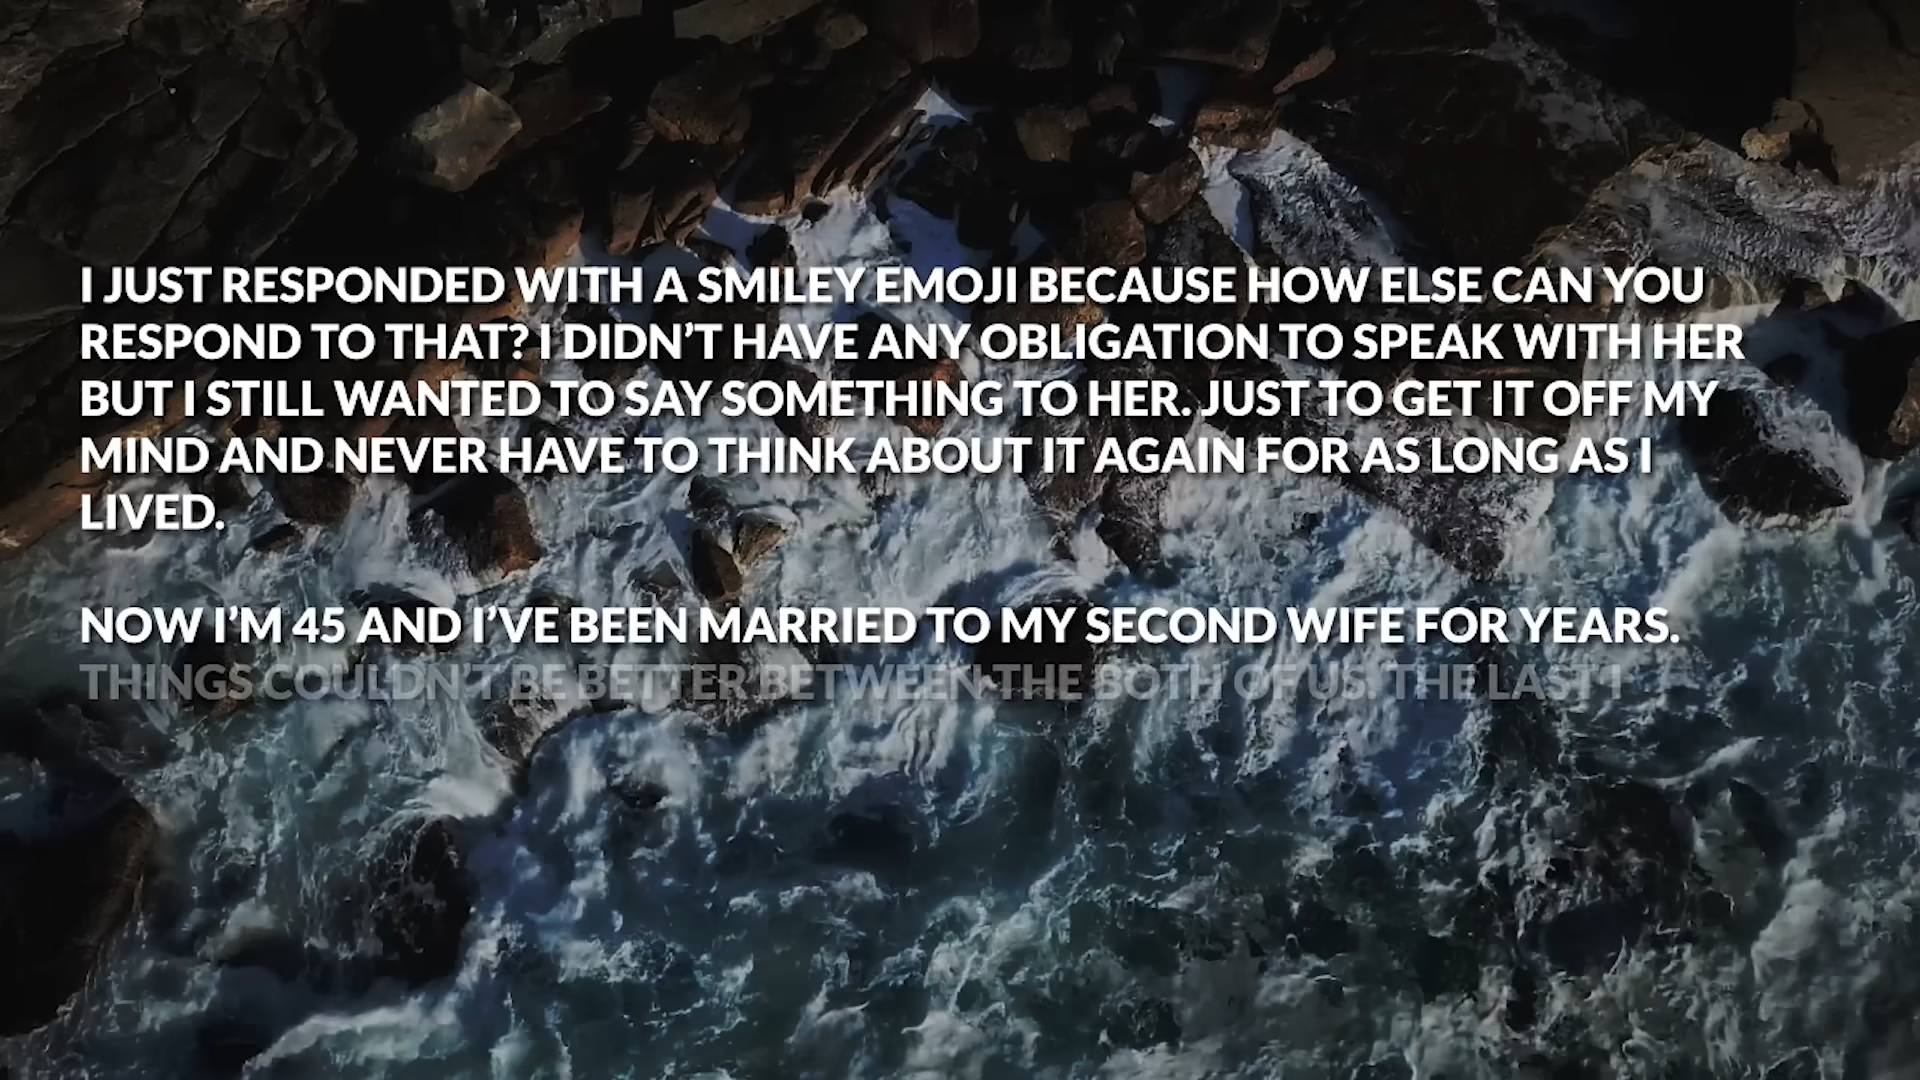 I JUST RESPONDED WITH A SMILEY EMOJI BECAUSE HOW ELSE CAN YOU
RESPOND TO THAT? I DIDN’T HAVE ANY OBLIGATION TO SPEAK WITH HER
BUT I STILL WANTED TO SAY SOMETHING TO HER. JUST TO GET IT OFF MY
MIND AND NEVER HAVE TO THINK ABOUT IT AGAIN FOR AS LONG AS I
LIVED.
NOW I’M 45 AND I’VE BEEN MARRIED TO MY SECOND WIFE FOR YEARS.
THINGS COULDN’T BE BETTER BETWEEN THE BOTH OF US. THE LAST I